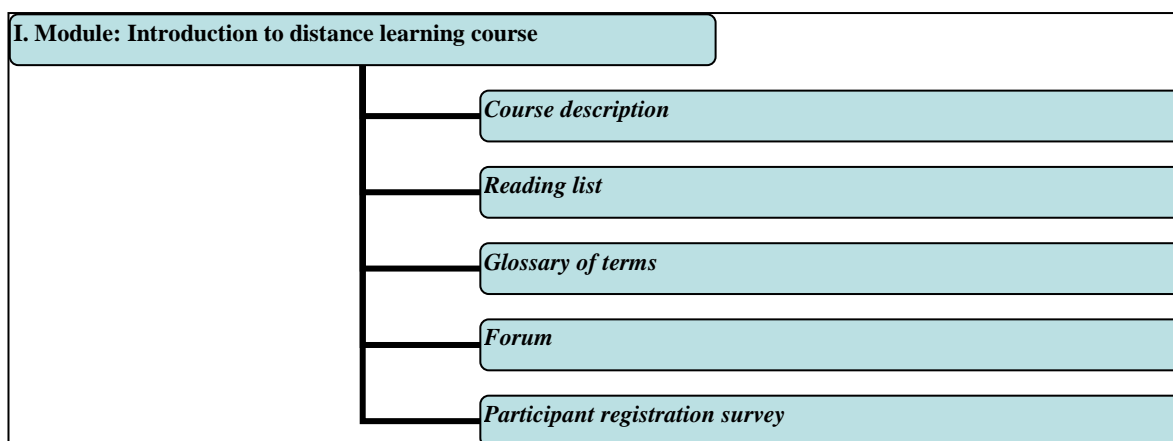 I. Module: Introduction to distance learning course
Course description
Reading list
Glossary of terms
Forum
Participant registration survey